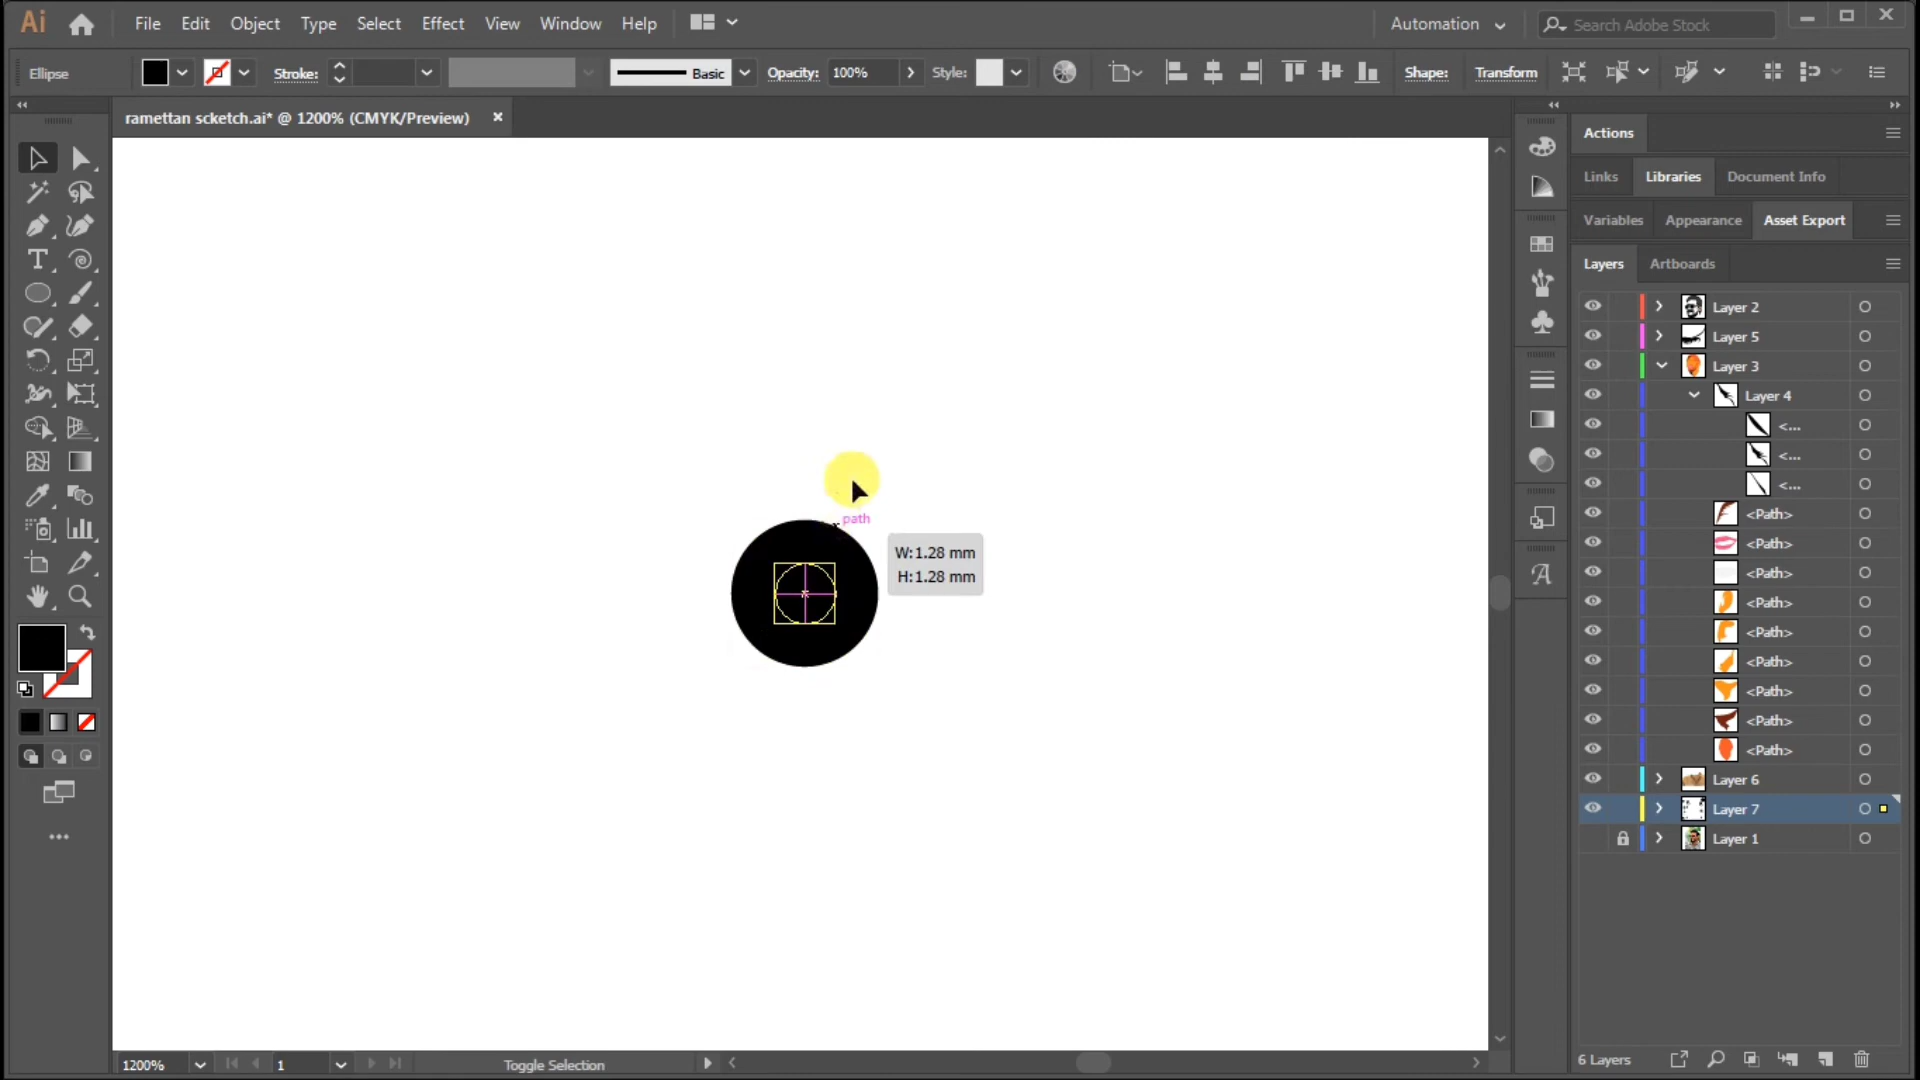 Ai File Edit Object Type Select Effect View Window Help Automation Search Adobe Stock
Ellipse Stroke: Basic Opacity: 100% Style: Shape: Transform
ramettan scketch.ai* @ 1200% (CMYK/Preview)
Actions
Links Libraries Document Info
Variables Appearance Asset Export
Layers Artboards
Layer 2
Layer 5
Layer 3
Layer 4
<...
<...
<...
<Path>
<Path>
<Path>
<Path>
<Path>
<Path>
<Path>
<Path>
<Path>
Layer 6
Layer 7
Layer 1
path
W:1.28 mm
H:1.28 mm
1200% 1 Toggle Selection
6 Layers